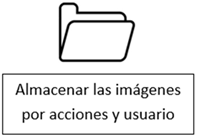 Almacenar las imágenes
por acciones y usuario